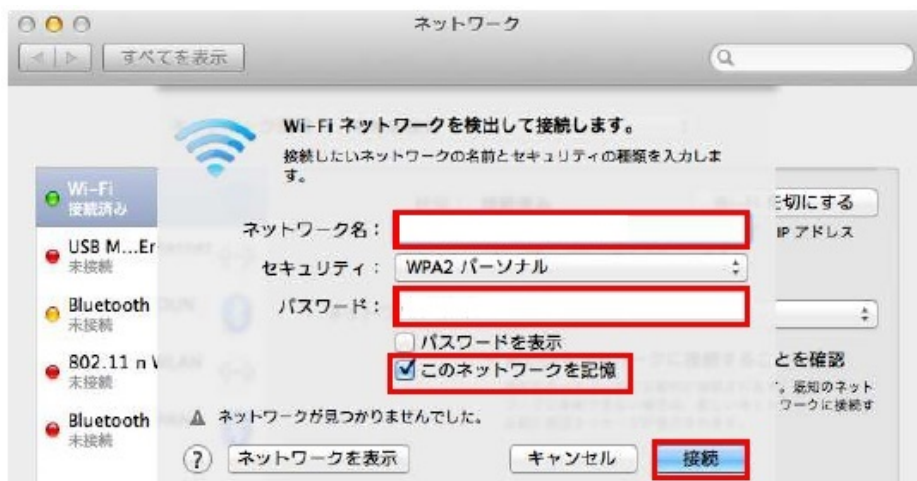 ネットワーク
すべてを表示
Wi-Fi ネットワークを検出して接続します。
接続したいネットワークの名前とセキュリティの種類を入力しま
す。
Wi-Fi
接続済み
を切にする
IP アドレス
ネットワーク名：
USB M...Er
未接続
セキュリティ： WPA2 パーソナル
Bluetooth
未接続
パスワード：
パスワードを表示
802.11 n W
未接続
このネットワークを記憶
とを確認
。既知のネット
ワークに接続す
Bluetooth
未接続
ネットワークが見つかりませんでした。
? ネットワークを表示 キャンセル 接続